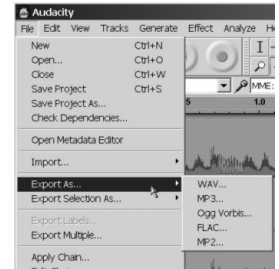 Audacity
File Edit View Tracks Generate Effect Analyze
New Ctrl+N
Open... Ctrl+O
Close Ctrl+W
Save Project Ctrl+S
Save Project As...
Check Dependencies...
Open Metadata Editor
Import...
Export As...
Export Selection As...
Export Labels...
Export Multiple...
Apply Chain...
MME:
1.0
WAV...
MP3...
Ogg Vorbis...
FLAC...
MP2...